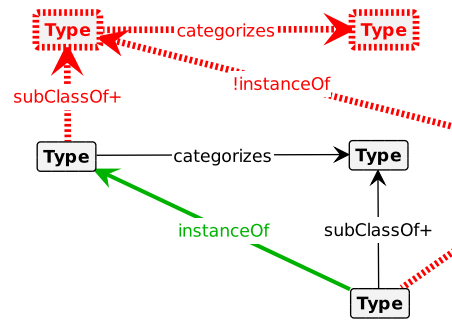 Type categorizes Type
!instanceOf
subClassOf+
Type categorizes Type
instanceOf
subClassOf+
Type